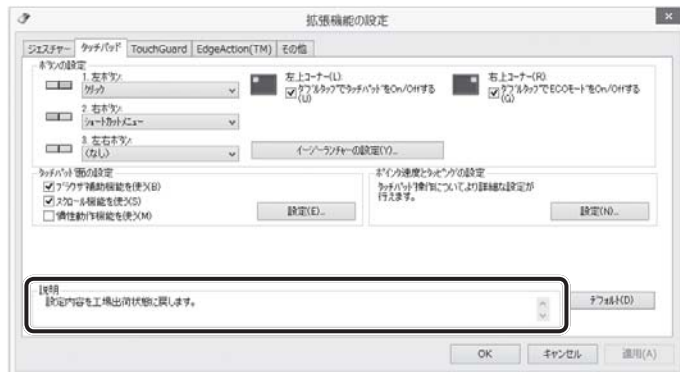 拡張機能の設定
ジェスチャー タッチパッド TouchGuard EdgeAction(TM) その他
ボタンの設定
1. 左ボタン
クリック
2. 右ボタン
ショートカットメニュー
3. 左右ボタン
(なし)
左上コーナー(L)
ダブルタップでタッチパッドをOn/Offする
(U)
右上コーナー(R)
ダブルタップでECOモードをOn/Offする
(G)
イージーランチャーの設定(Y)...
タッチパッド面の設定
ブラウザ補助機能を使う(B)
スクロール機能を使う(S)
慣性動作機能を使う(M)
設定(E)...
ポインタ速度とタッピングの設定
タッチパッド操作について、より詳細な設定が
行えます。
設定(N)...
説明
設定内容を工場出荷状態に戻します。
デフォルト(D)
OK キャンセル 適用(A)